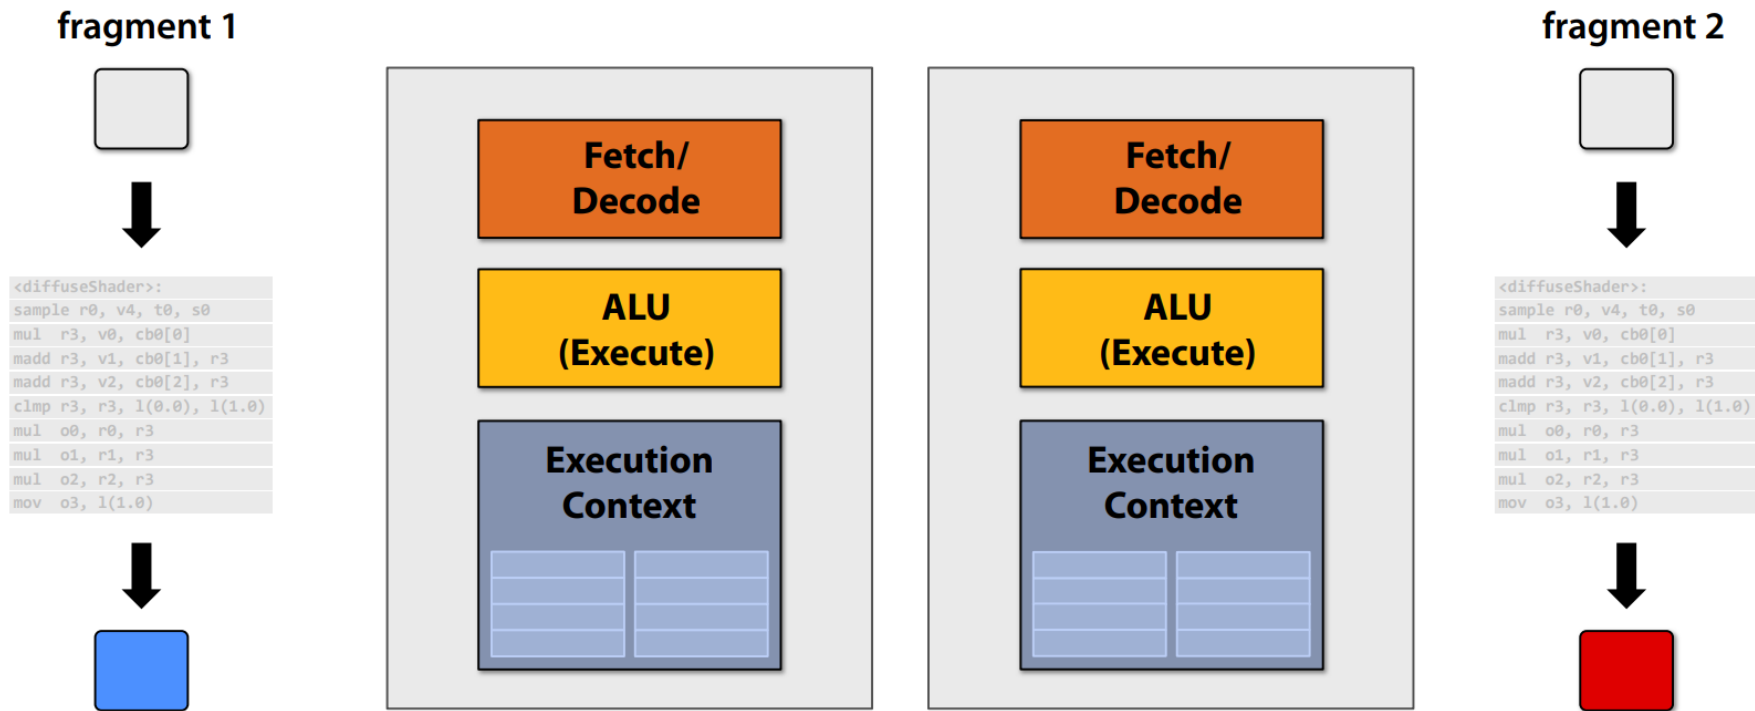 fragment 1
<diffuseShader>:
sample r0, v4, t0, s0
mul  r3, v0, cb0[0]
madd r3, v1, cb0[1], r3
madd r3, v2, cb0[2], r3
clmp r3, r3, l(0.0), l(1.0)
mul  o0, r0, r3
mul  o1, r1, r3
mul  o2, r2, r3
mov  o3, l(1.0)
Fetch/
Decode
ALU
(Execute)
Execution
Context
Fetch/
Decode
ALU
(Execute)
Execution
Context
fragment 2
<diffuseShader>:
sample r0, v4, t0, s0
mul  r3, v0, cb0[0]
madd r3, v1, cb0[1], r3
madd r3, v2, cb0[2], r3
clmp r3, r3, l(0.0), l(1.0)
mul  o0, r0, r3
mul  o1, r1, r3
mul  o2, r2, r3
mov  o3, l(1.0)